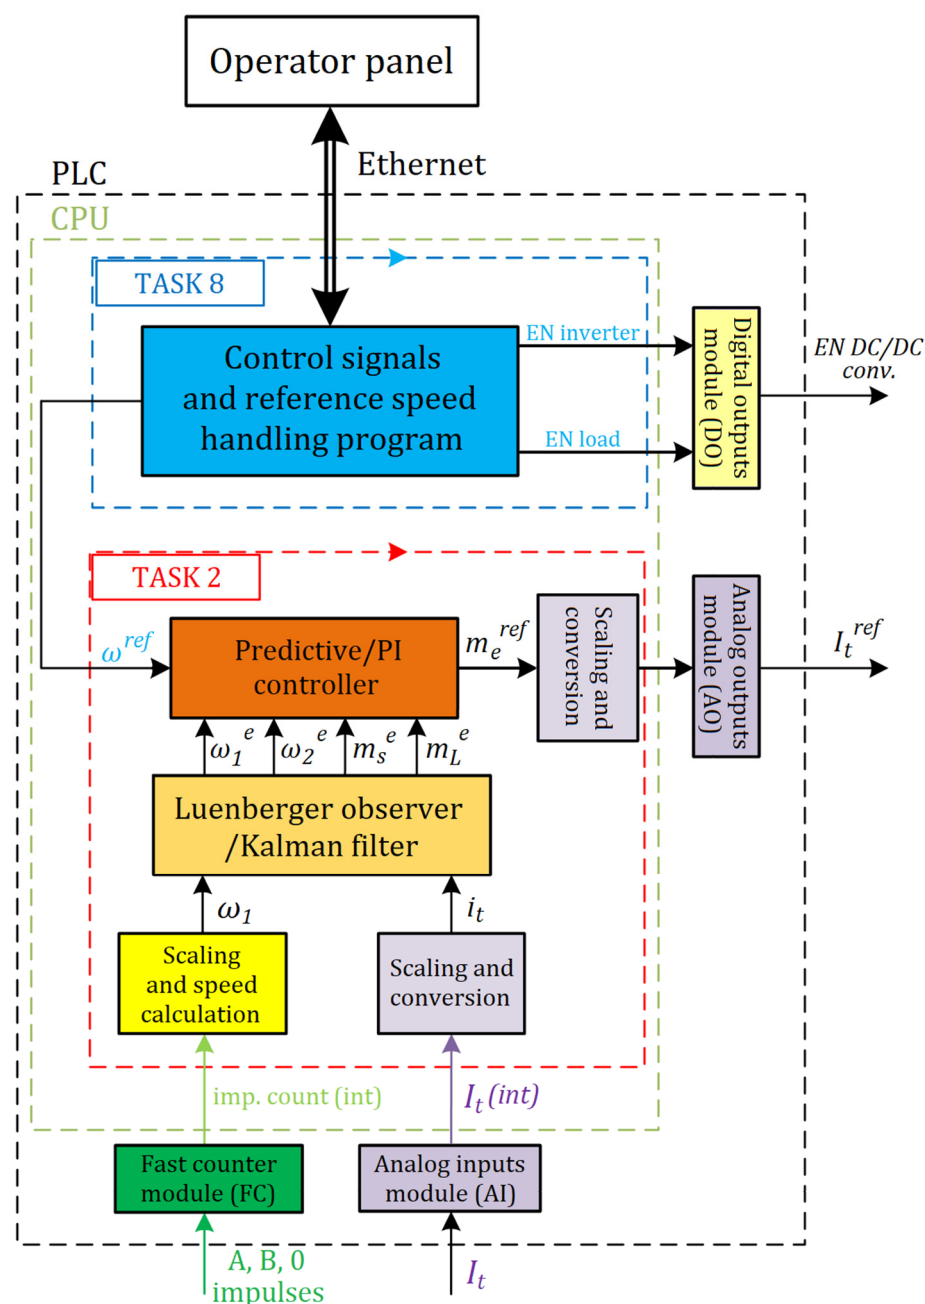 Operator panel
Ethernet
PLC
CPU
TASK 8
Control signals
and reference speed
handling program
EN inverter
EN load
Digital outputs
module (DO)
EN DC/DC
conv.
TASK 2
ω^ref
Predictive/PI
controller
m_e^ref
Scaling and
conversion
Analog outputs
module (AO)
I_t^ref
ω_1^e
ω_2^e
m_s^e
m_L^e
Luenberger observer
/Kalman filter
ω_1
i_t
Scaling
and speed
calculation
Scaling and
conversion
imp. count (int)
I_t (int)
Fast counter
module (FC)
Analog inputs
module (AI)
A, B, 0
impulses
I_t